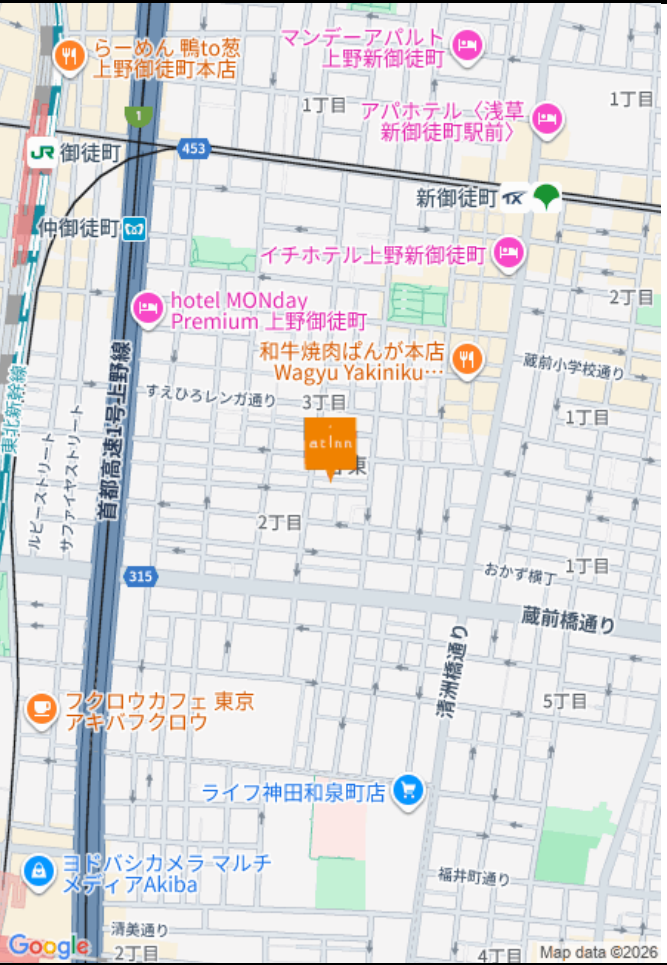 らーめん 鴨to葱
上野御徒町本店
マンデーアパルト
上野新御徒町
1丁目
1丁目
アパホテル〈浅草
新御徒町駅前〉
1
453
JR 御徒町
新御徒町 TX
仲御徒町
イチホテル上野新御徒町
2丁目
hotel MONday
Premium 上野御徒町
和牛焼肉ぱんが本店
Wagyu Yakiniku…
蔵前小学校通り
首都高速1号上野線
東北新幹線
すえひろレンガ通り
3丁目
1丁目
ルビーストリート
サファイヤストリート
at Inn
東
2丁目
315
おかず横丁
1丁目
蔵前橋通り
清洲橋通り
フクロウカフェ 東京
アキバフクロウ
5丁目
ライフ神田和泉町店
ヨドバシカメラ マルチ
メディアAkiba
福井町通り
清美通り
Google
2丁目
4丁目
Map data ©2026